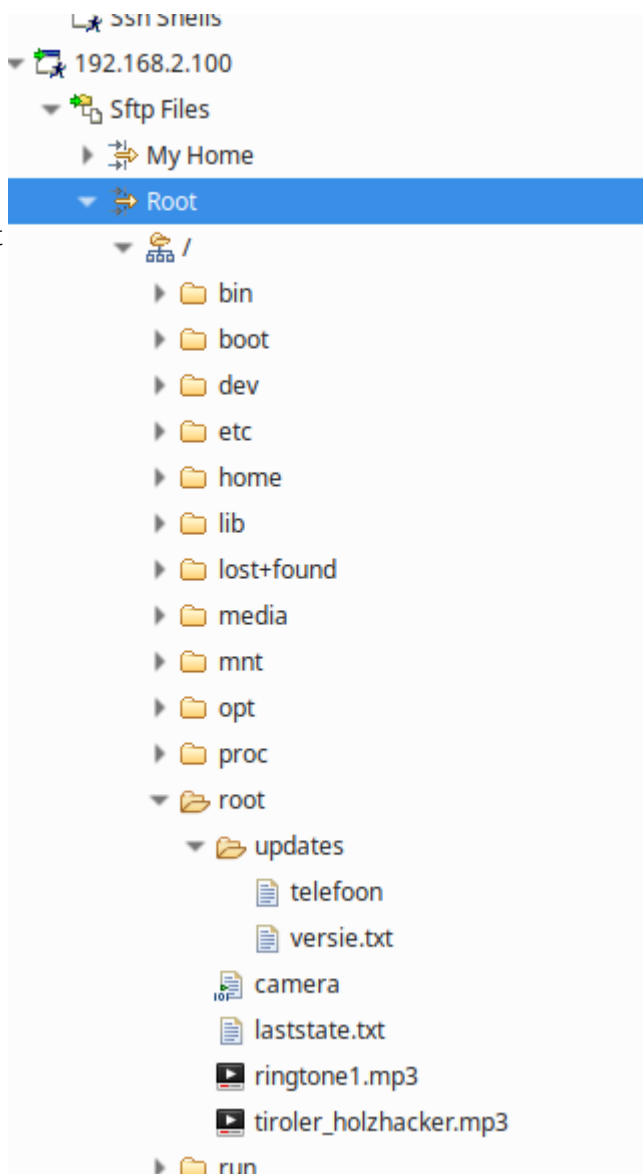 Ssh Shells
192.168.2.100
Sftp Files
My Home
Root
/
bin
boot
dev
etc
home
lib
lost+found
media
mnt
opt
proc
root
updates
telefoon
versie.txt
camera
laststate.txt
ringtone1.mp3
tiroler_holzhacker.mp3
run